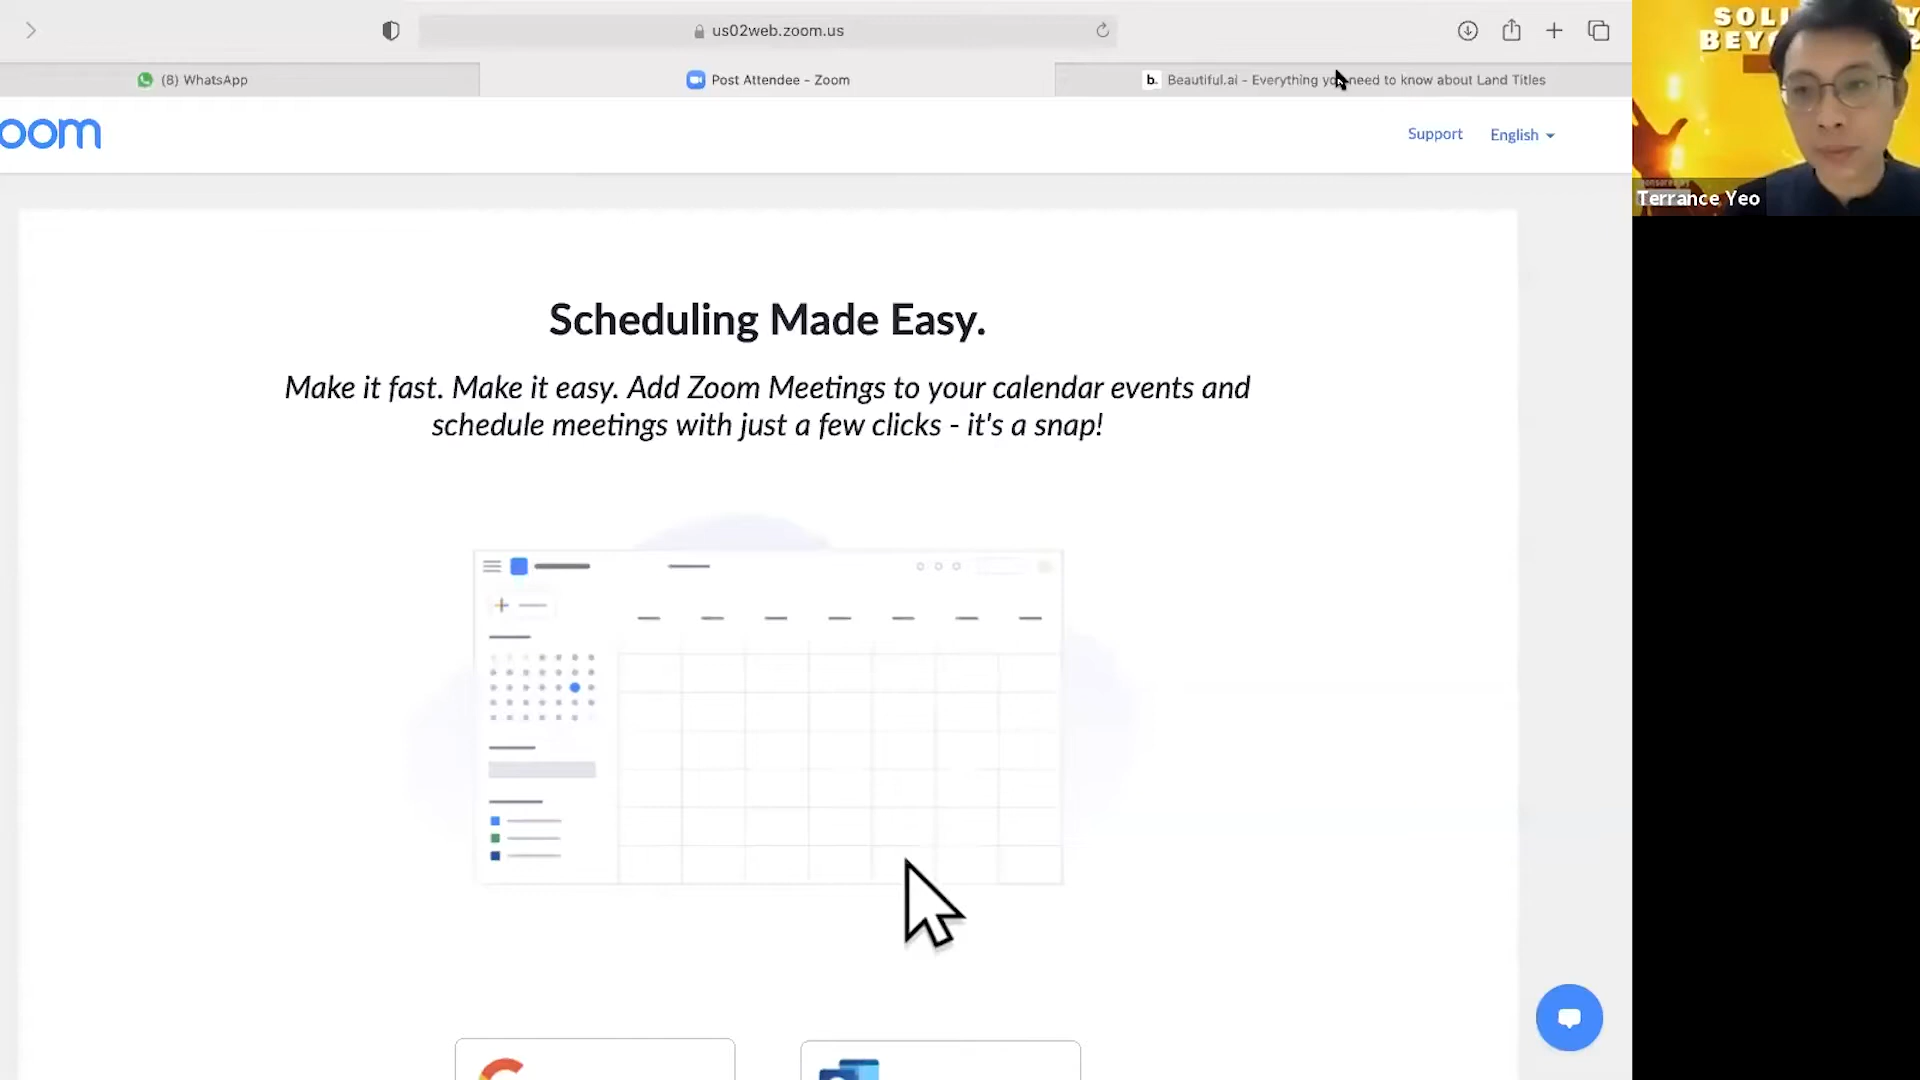 us02web.zoom.us
(8) WhatsApp
Post Attendee - Zoom
b. Beautiful.ai - Everything you need to know about Land Titles
oom
Support
English
Scheduling Made Easy.
Make it fast. Make it easy. Add Zoom Meetings to your calendar events and
schedule meetings with just a few clicks - it's a snap!
Terrance Yeo